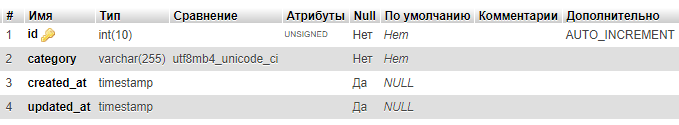 # Имя Тип Сравнение Атрибуты Null По умолчанию Комментарии Дополнительно
1 id int(10) UNSIGNED Нет Нет AUTO_INCREMENT
2 category varchar(255) utf8mb4_unicode_ci Нет Нет
3 created_at timestamp Да NULL
4 updated_at timestamp Да NULL